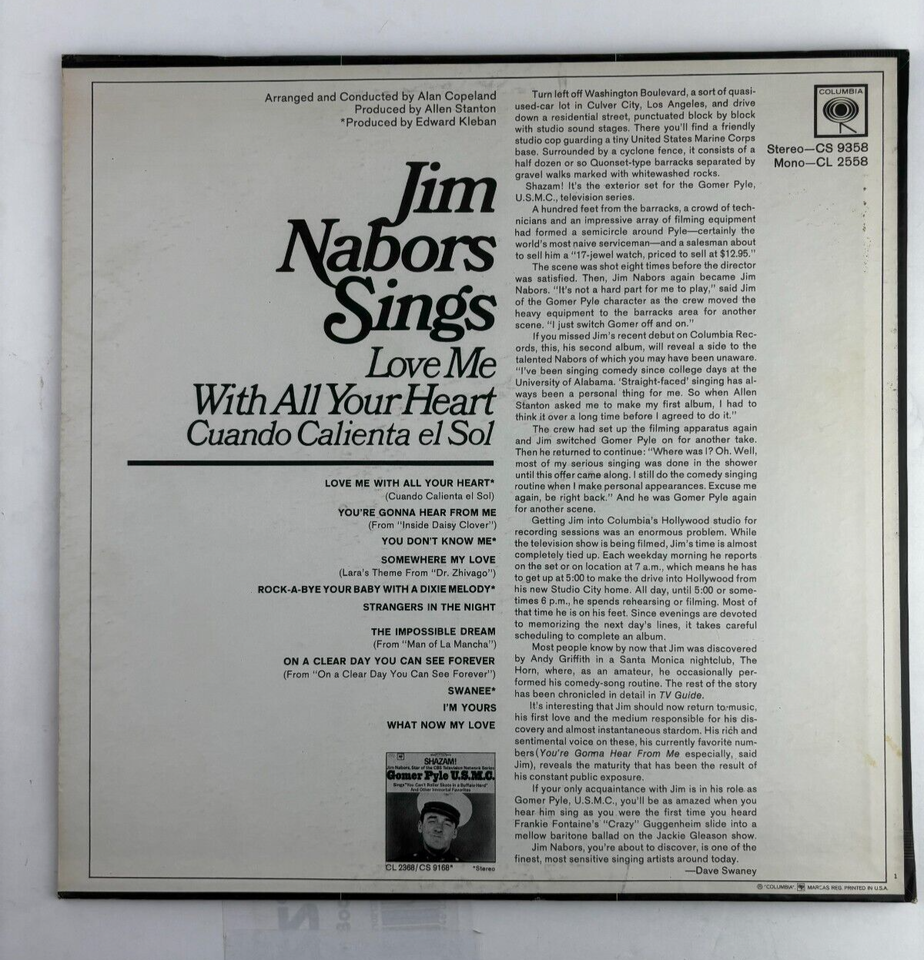 Arranged and Conducted by Alan Copeland
Produced by Allen Stanton
*Produced by Edward Kleban
Jim
Nabors
Sings
Love Me
With All Your Heart
Cuando Calienta el Sol
LOVE ME WITH ALL YOUR HEART*
(Cuando Calienta el Sol)
YOU'RE GONNA HEAR FROM ME
(From "Inside Daisy Clover")
YOU DON'T KNOW ME*
SOMEWHERE MY LOVE
(Lara's Theme From "Dr. Zhivago")
ROCK-A-BYE YOUR BABY WITH A DIXIE MELODY*
STRANGERS IN THE NIGHT
THE IMPOSSIBLE DREAM
(From "Man of La Mancha")
ON A CLEAR DAY YOU CAN SEE FOREVER
(From "On a Clear Day You Can See Forever")
SWANEE*
I'M YOURS
WHAT NOW MY LOVE
SHAZAM!
Jim Nabors, Star of the CBS Television Network Series
Gomer Pyle U.S.M.C.
Sings "You Can't Roller Skate in a Buffalo Herd"
And Other Immortal Favorites
CL 2368/CS 9168*
*Stereo
Turn left off Washington Boulevard, a sort of quasi-
used-car lot in Culver City, Los Angeles, and drive
down a residential street, punctuated block by block
with studio sound stages. There you'll find a friendly
studio cop guarding a tiny United States Marine Corps
base. Surrounded by a cyclone fence, it consists of a
half dozen or so Quonset-type barracks separated by
gravel walks marked with whitewashed rocks.
Shazam! It's the exterior set for the Gomer Pyle,
U.S.M.C., television series.
A hundred feet from the barracks, a crowd of tech-
nicians and an impressive array of filming equipment
had formed a semicircle around Pyle—certainly the
world's most naive serviceman—and a salesman about
to sell him a "17-jewel watch, priced to sell at $12.95."
The scene was shot eight times before the director
was satisfied. Then, Jim Nabors again became Jim
Nabors. "It's not a hard part for me to play," said Jim
of the Gomer Pyle character as the crew moved the
heavy equipment to the barracks area for another
scene. "I just switch Gomer off and on."
If you missed Jim's recent debut on Columbia Rec-
ords, this, his second album, will reveal a side to the
talented Nabors of which you may have been unaware.
"I've been singing comedy since college days at the
University of Alabama. 'Straight-faced' singing has al-
ways been a personal thing for me. So when Allen
Stanton asked me to make my first album, I had to
think it over a long time before I agreed to do it."
The crew had set up the filming apparatus again
and Jim switched Gomer Pyle on for another take.
Then he returned to continue: "Where was I? Oh. Well,
most of my serious singing was done in the shower
until this offer came along. I still do the comedy singing
routine when I make personal appearances. Excuse me
again, be right back." And he was Gomer Pyle again
for another scene.
Getting Jim into Columbia's Hollywood studio for
recording sessions was an enormous problem. While
the television show is being filmed, Jim's time is almost
completely tied up. Each weekday morning he reports
on the set or on location at 7 a.m., which means he has
to get up at 5:00 to make the drive into Hollywood from
his new Studio City home. All day, until 5:00 or some-
times 6 p.m., he spends rehearsing or filming. Most of
that time he is on his feet. Since evenings are devoted
to memorizing the next day's lines, it takes careful
scheduling to complete an album.
Most people know by now that Jim was discovered
by Andy Griffith in a Santa Monica nightclub, The
Horn, where, as an amateur, he occasionally per-
formed his comedy-song routine. The rest of the story
has been chronicled in detail in TV Guide.
It's interesting that Jim should now return to music,
his first love and the medium responsible for his dis-
covery and almost instantaneous stardom. His rich and
sentimental voice on these, his currently favorite num-
bers (You're Gonna Hear From Me especially, said
Jim), reveals the maturity that has been the result of
his constant public exposure.
If your only acquaintance with Jim is in his role as
Gomer Pyle, U.S.M.C., you'll be as amazed when you
hear him sing as you were the first time you heard
Frankie Fontaine's "Crazy" Guggenheim slide into a
mellow baritone ballad on the Jackie Gleason show.
Jim Nabors, you're about to discover, is one of the
finest, most sensitive singing artists around today.
—Dave Swaney
COLUMBIA
Stereo—CS 9358
Mono—CL 2558
1
® "COLUMBIA", MARCAS REG. PRINTED IN U.S.A.